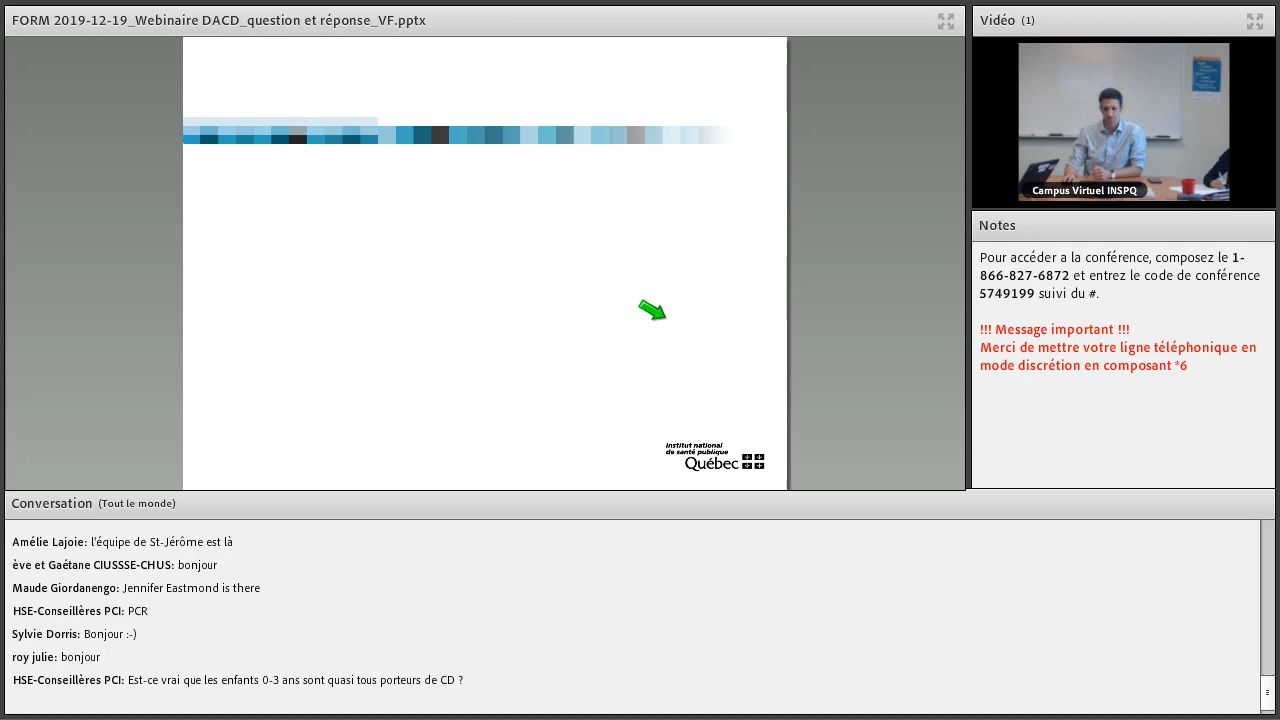 FORM 2019-12-19_Webinaire DACD_question et réponse_VF.pptx
Institut national
de santé publique
Québec
Vidéo (1)
Campus Virtuel INSPQ
Notes
Pour accéder a la conférence, composez le 1-
866-827-6872 et entrez le code de conférence
5749199 suivi du #.
!!! Message important !!!
Merci de mettre votre ligne téléphonique en
mode discrétion en composant *6
Conversation (Tout le monde)
Amélie Lajoie: l'équipe de St-Jérôme est là
ève et Gaétane CIUSSSE-CHUS: bonjour
Maude Giordanengo: Jennifer Eastmond is there
HSE-Conseillères PCI: PCR
Sylvie Dorris: Bonjour :-)
roy julie: bonjour
HSE-Conseillères PCI: Est-ce vrai que les enfants 0-3 ans sont quasi tous porteurs de CD ?